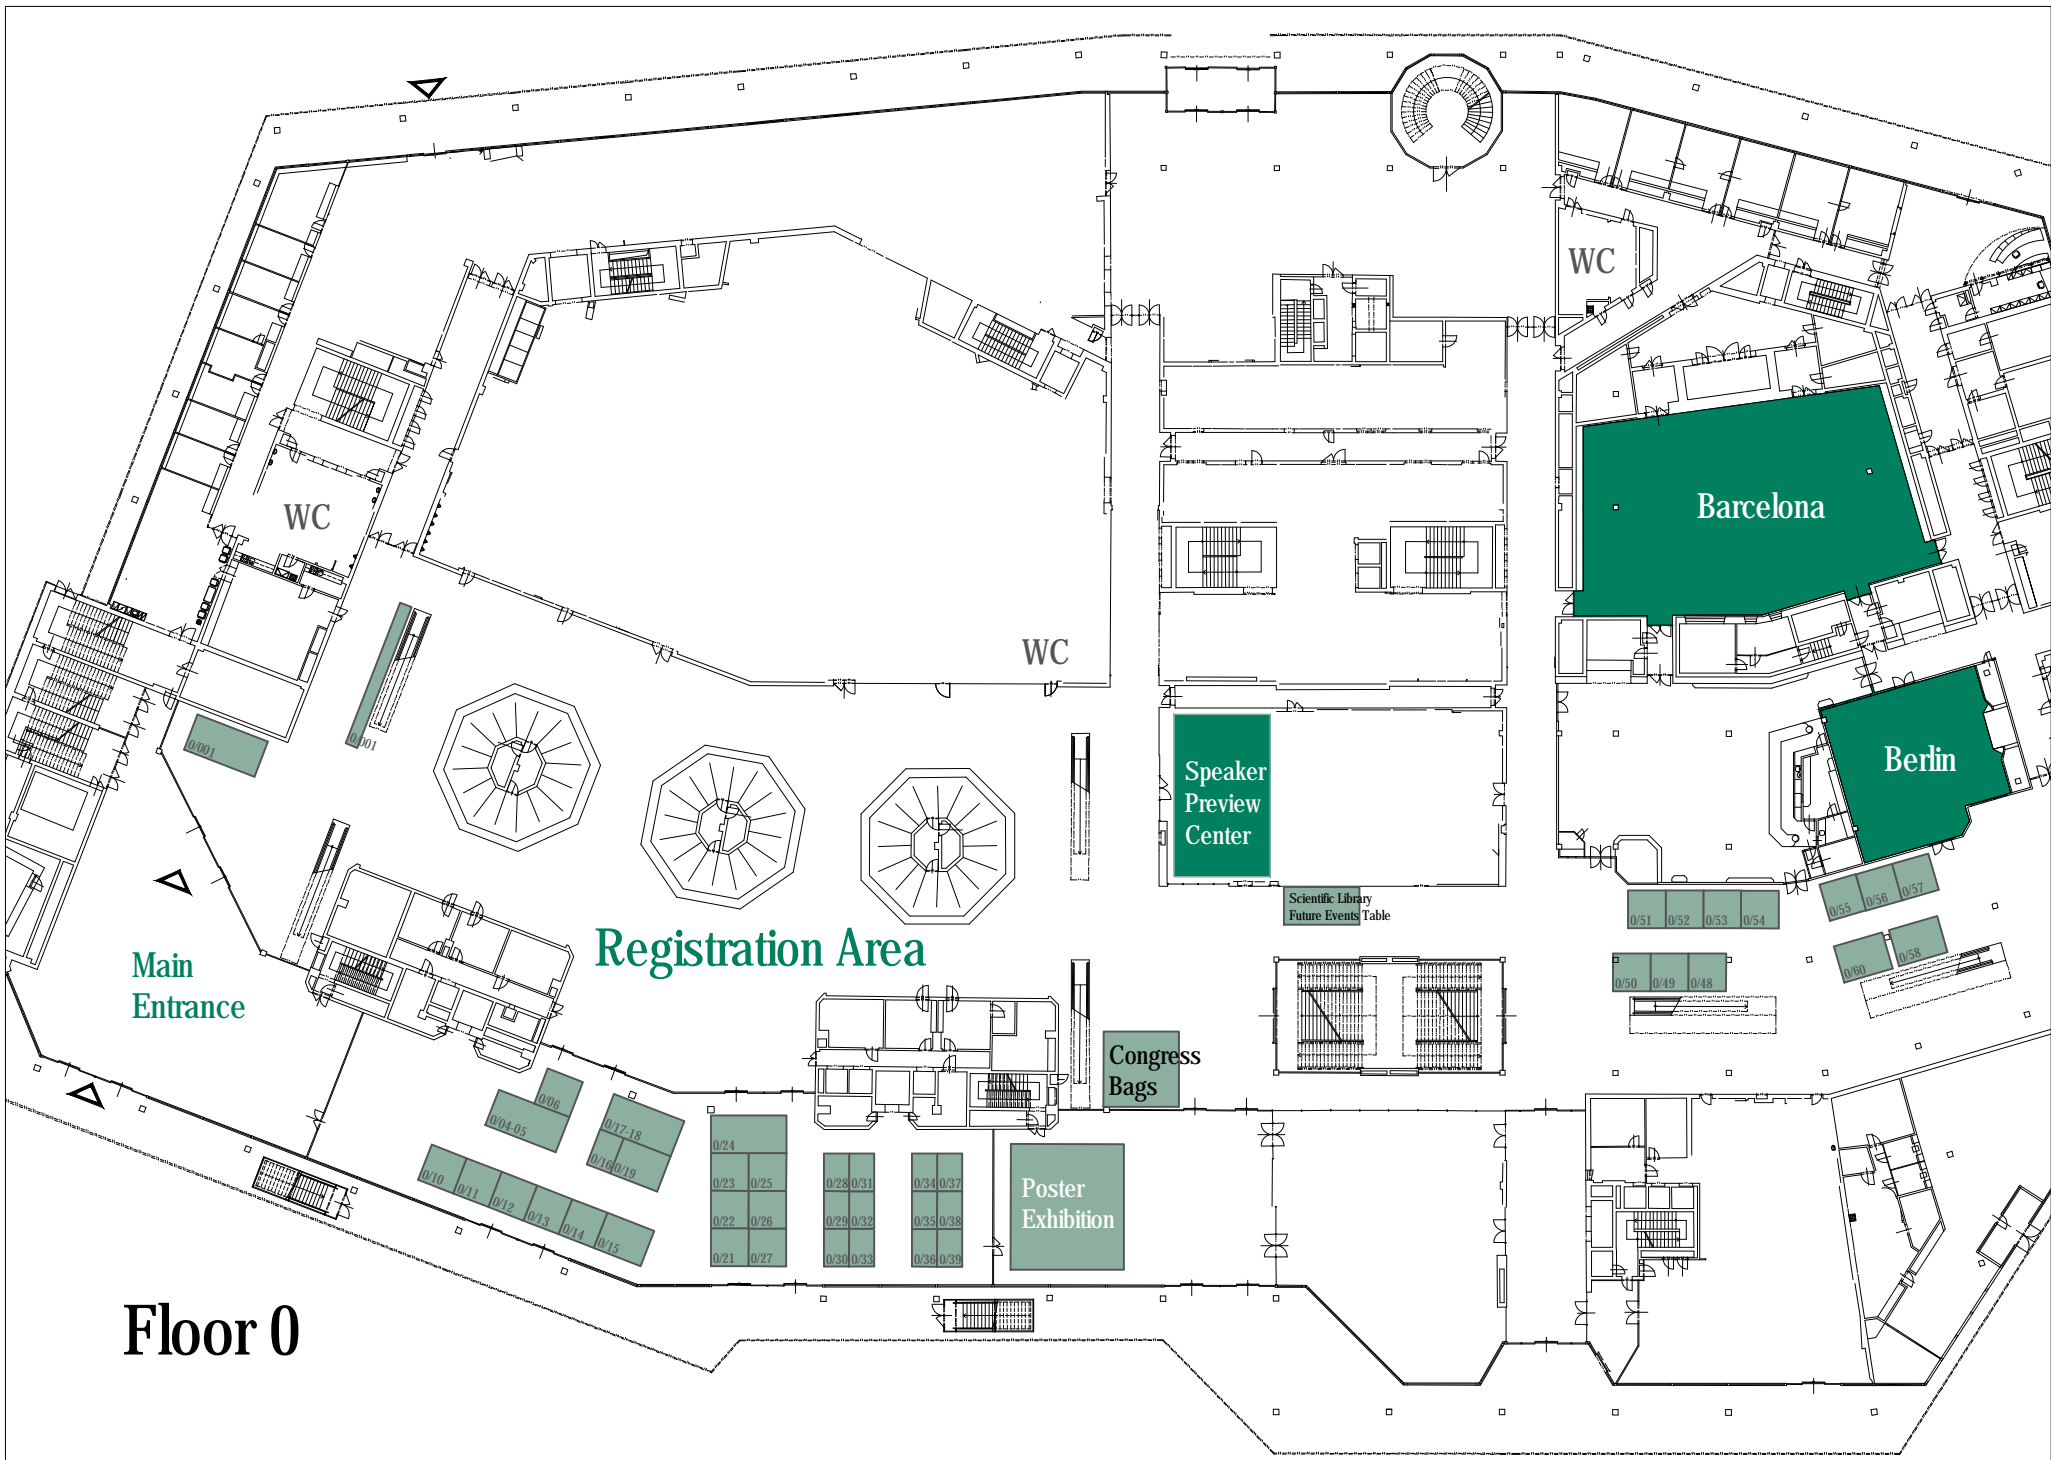 WC
Barcelona
WC
WC
0/001
0/001
Speaker
Preview
Center
Berlin
Scientific Library
Future Events Table
0/51
0/52
0/53
0/54
0/55
0/56
0/57
Registration Area
Main
Entrance
0/50
0/49
0/48
0/60
0/58
Congress
Bags
0/06
0/04-05
0/17-18
0/16
0/19
0/10
0/11
0/12
0/13
0/14
0/15
0/24
0/23
0/25
0/22
0/26
0/21
0/27
0/28
0/31
0/29
0/32
0/30
0/33
0/34
0/37
0/35
0/38
0/36
0/39
Poster
Exhibition
Floor 0